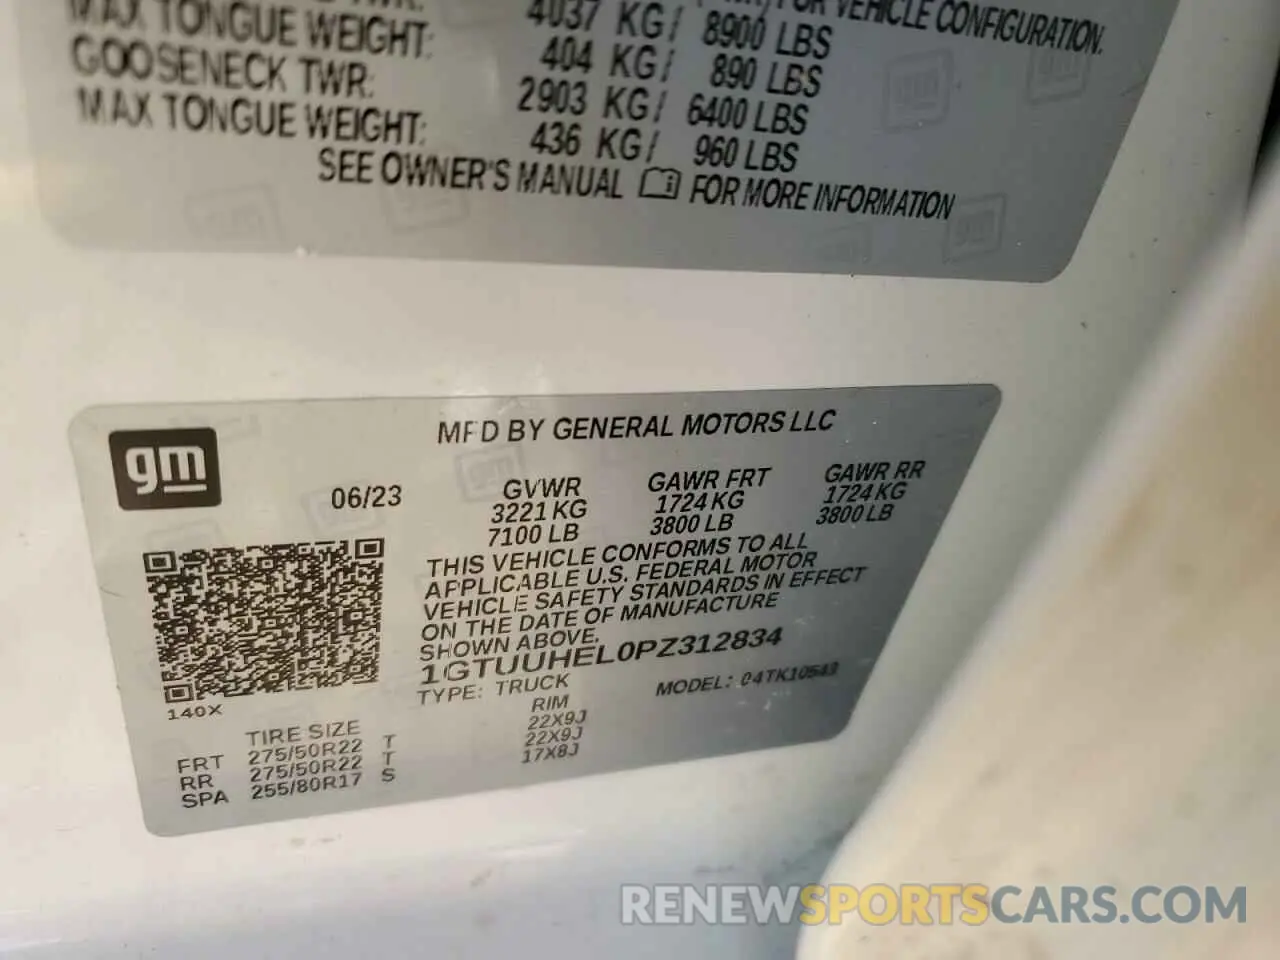 MAX TONGUE WEIGHT: 4037 KG/ 8900 LBS
404 KG/ 890 LBS
GOOSENECK TWR: 2903 KG/ 6400 LBS
MAX TONGUE WEIGHT: 436 KG/ 960 LBS
FOR VEHICLE CONFIGURATION.
SEE OWNER'S MANUAL FOR MORE INFORMATION
gm
MFD BY GENERAL MOTORS LLC
06/23 GVWR GAWR FRT GAWR RR
3221 KG 1724 KG 1724 KG
7100 LB 3800 LB 3800 LB
THIS VEHICLE CONFORMS TO ALL
APPLICABLE U.S. FEDERAL MOTOR
VEHICLE SAFETY STANDARDS IN EFFECT
ON THE DATE OF MANUFACTURE
SHOWN ABOVE.
1GTUUHEL0PZ312834
TYPE: TRUCK MODEL: 04TK10543
140X
TIRE SIZE RIM
FRT 275/50R22 T 22X9J
RR 275/50R22 T 22X9J
SPA 255/80R17 S 17X8J
RENEWSPORTSCARS.COM